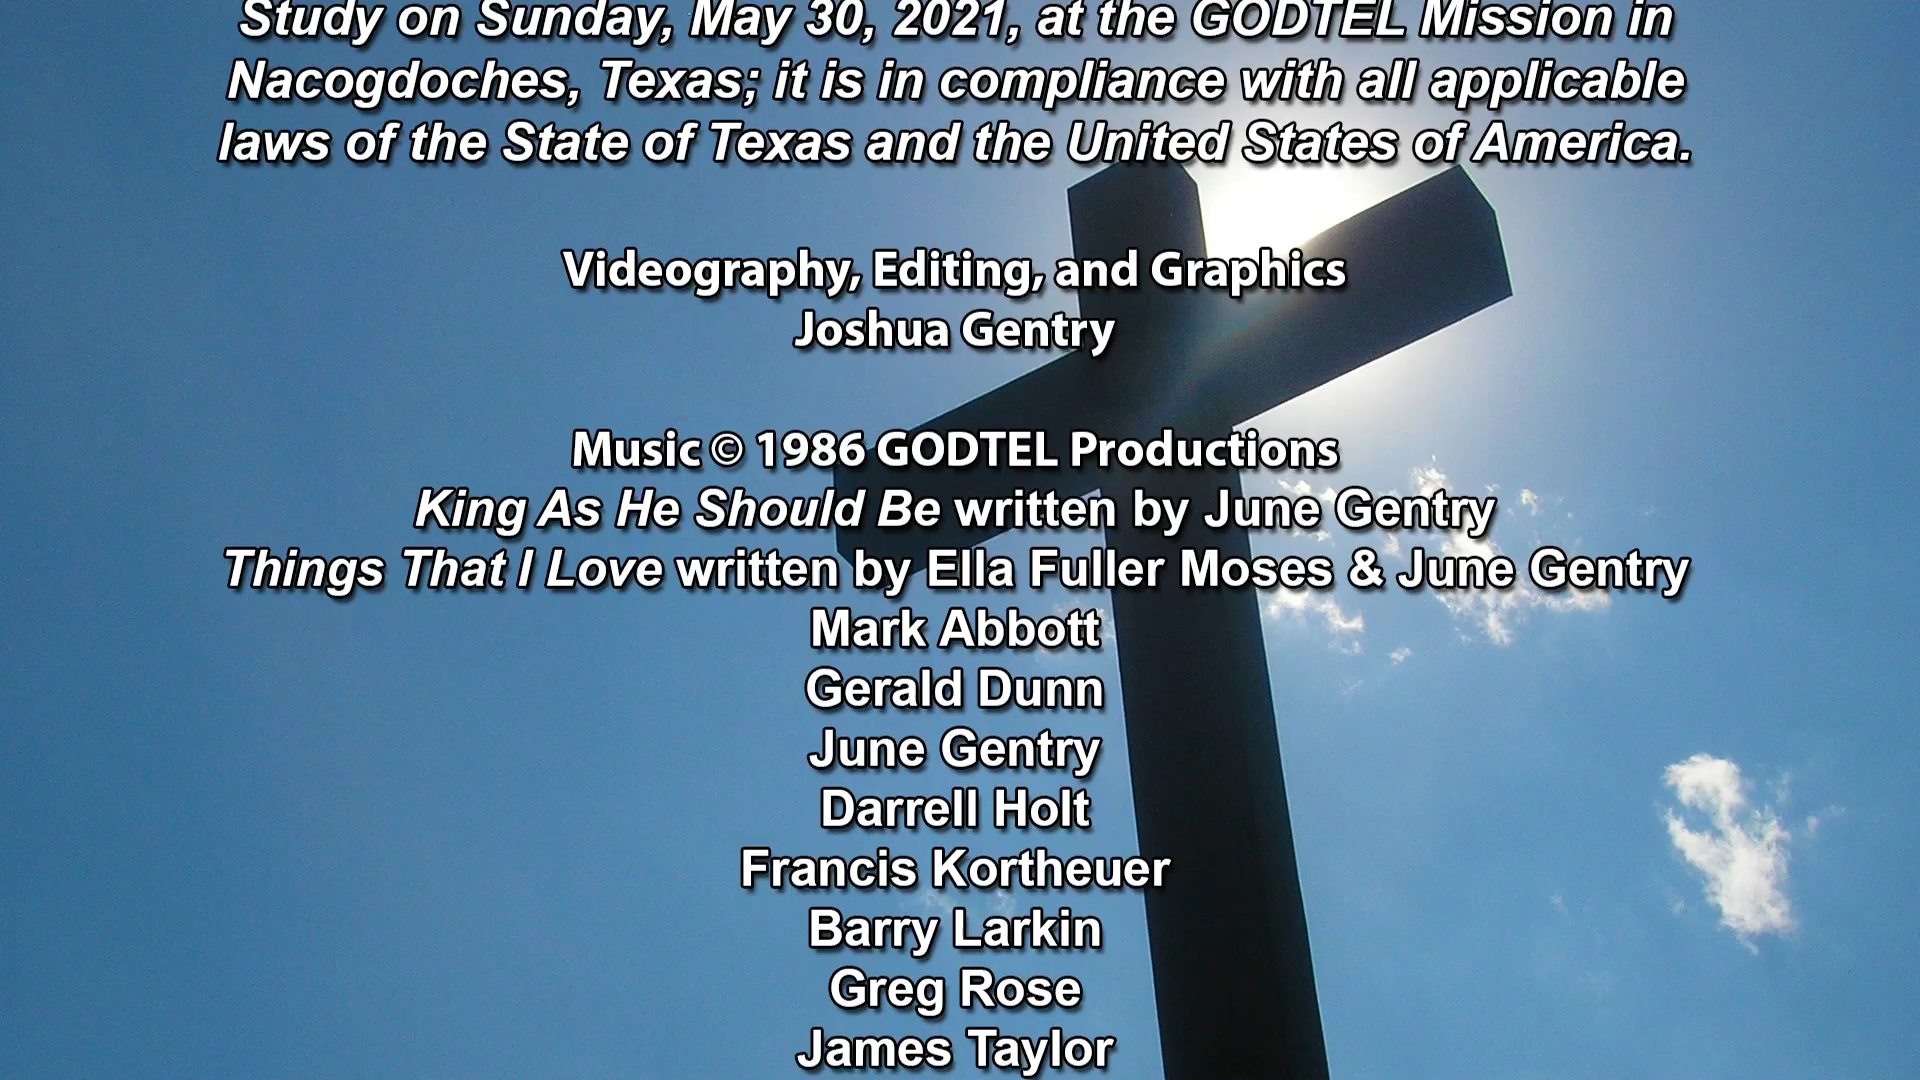 Study on Sunday, May 30, 2021, at the GODTEL Mission in
Nacogdoches, Texas; it is in compliance with all applicable
laws of the State of Texas and the United States of America.
Videography, Editing, and Graphics
Joshua Gentry
Music © 1986 GODTEL Productions
King As He Should Be written by June Gentry
Things That I Love written by Ella Fuller Moses & June Gentry
Mark Abbott
Gerald Dunn
June Gentry
Darrell Holt
Francis Kortheuer
Barry Larkin
Greg Rose
James Taylor